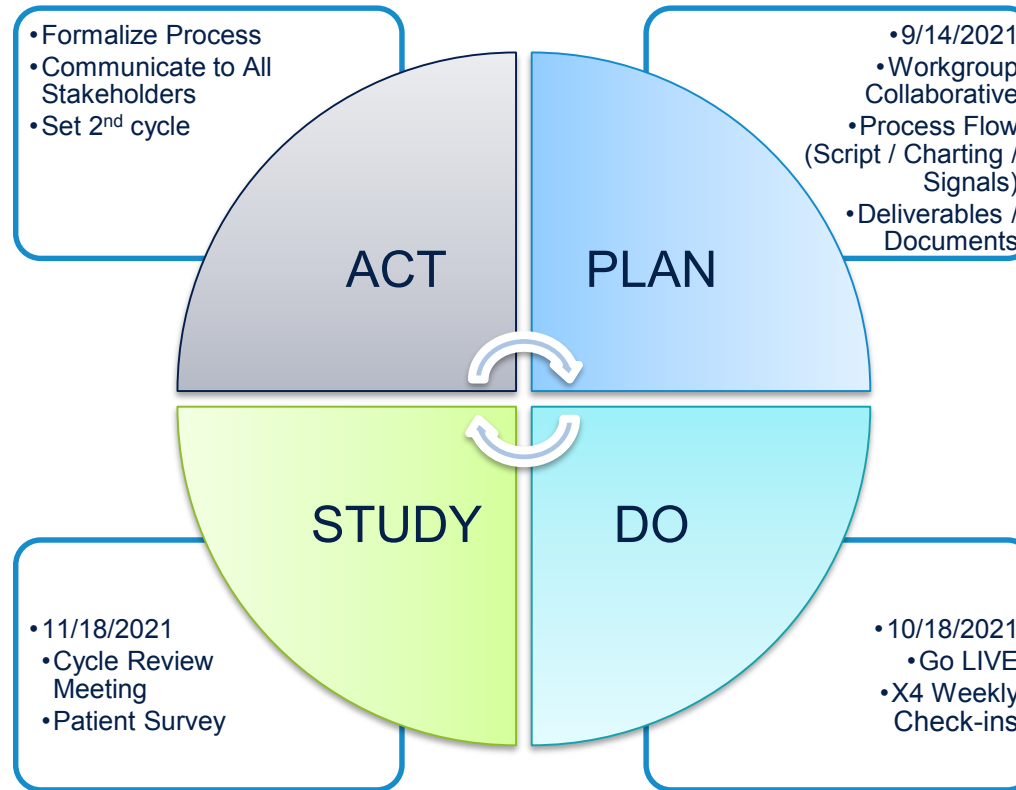 •Formalize Process
•Communicate to All
Stakeholders
•Set 2nd cycle
•9/14/2021
•Workgroup
Collaborative
•Process Flow
(Script / Charting /
Signals)
•Deliverables /
Documents
ACT
PLAN
STUDY
DO
•11/18/2021
•Cycle Review
Meeting
•Patient Survey
•10/18/2021
•Go LIVE
•X4 Weekly
Check-ins